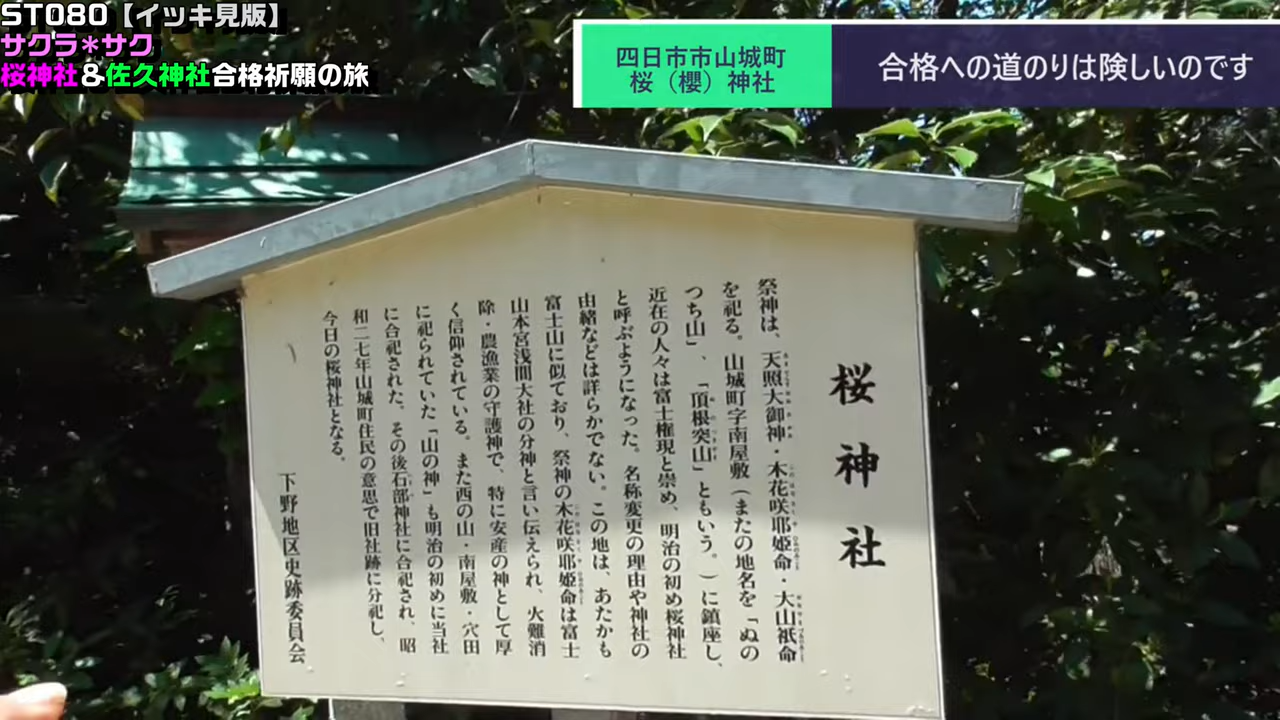 ST080【イッキ見版】
サクラ＊サク
桜神社＆佐久神社合格祈願の旅
四日市市山城町
桜（櫻）神社
合格への道のりは険しいのです
桜神社
祭神は、天照大御神・木花咲耶姫命・大山祇命
を祀る。山城町字南屋敷（またの地名を「ぬの
つち山」、「頂根突山」ともいう。）に鎮座し、
近在の人々は富士権現と崇め、明治の初め桜神社
と呼ぶようになった。名称変更の理由や神社の
由緒などは詳らかでない。この地は、あたかも
富士山に似ており、祭神の木花咲耶姫命は富士
山本宮浅間大社の分神と言い伝えられ、火難消
除・農漁業の守護神で、特に安産の神として厚
く信仰されている。また西の山・南屋敷・穴田
に祀られていた「山の神」も明治の初めに当社
に合祀された。その後石部神社に合祀され、昭
和二七年山城町住民の意思で旧社跡に分祀し、
今日の桜神社となる。
下野地区史跡委員会